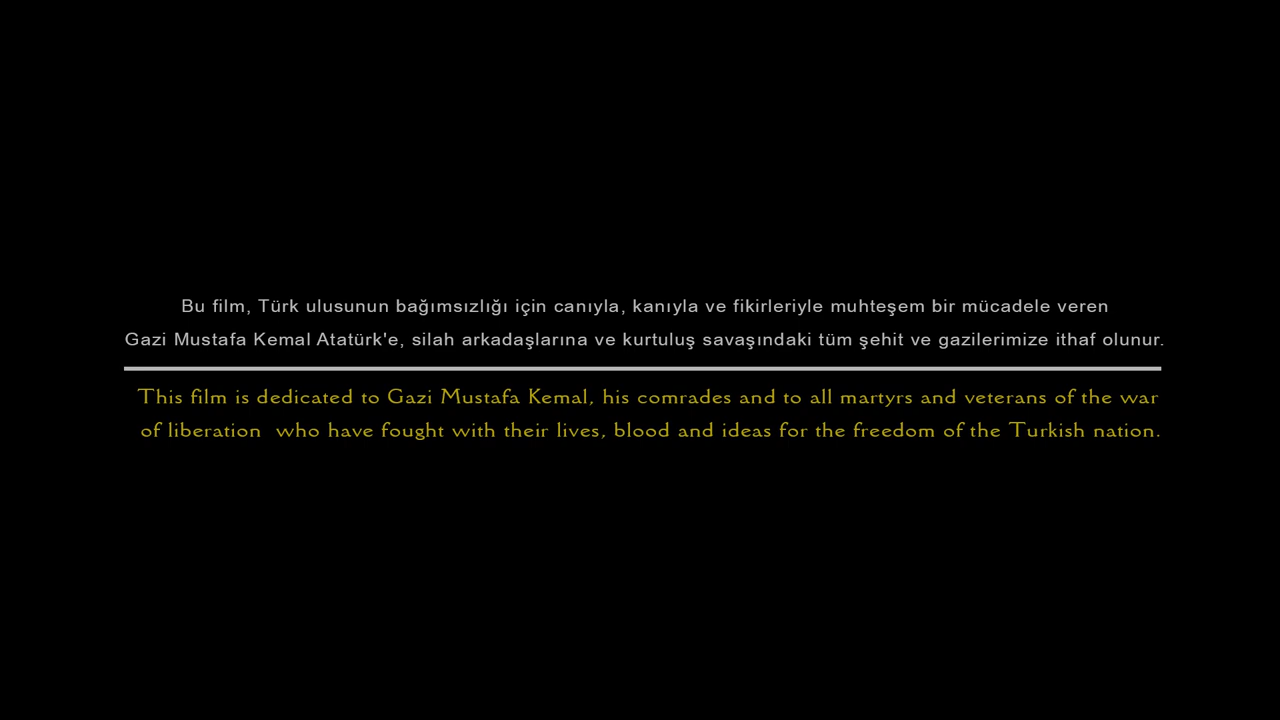 Bu film, Türk ulusunun bağımsızlığı için canıyla, kanıyla ve fikirleriyle muhteşem bir mücadele veren
Gazi Mustafa Kemal Atatürk'e, silah arkadaşlarına ve kurtuluş savaşındaki tüm şehit ve gazilerimize ithaf olunur.
This film is dedicated to Gazi Mustafa Kemal, his comrades and to all martyrs and veterans of the war
of liberation who have fought with their lives, blood and ideas for the freedom of the Turkish nation.